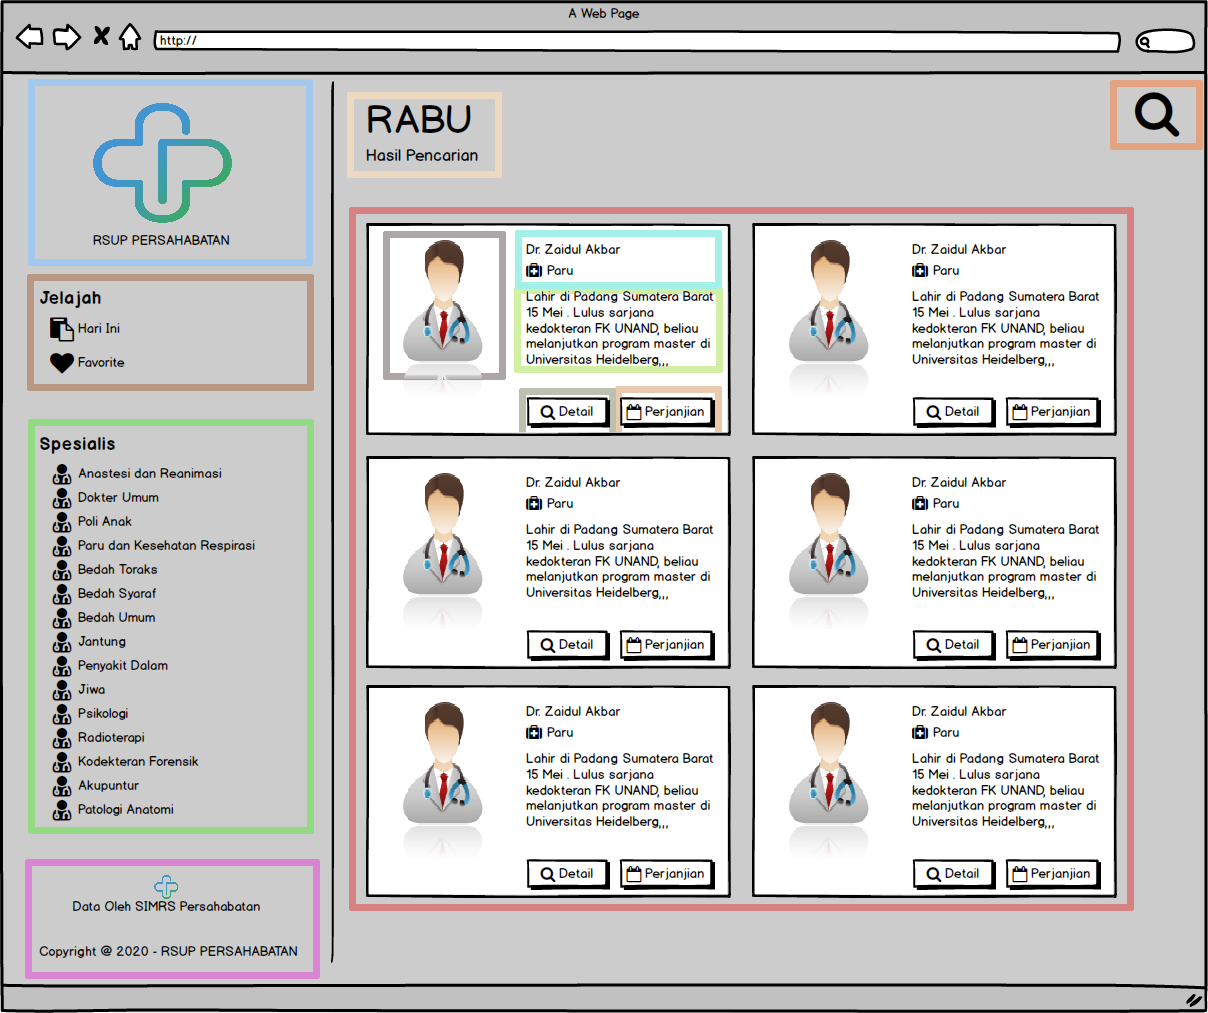 A Web Page
http://
RSUP PERSAHABATAN
Jelajah
Hari Ini
Favorite
Spesialis
Anastesi dan Reanimasi
Dokter Umum
Poli Anak
Paru dan Kesehatan Respirasi
Bedah Toraks
Bedah Syaraf
Bedah Umum
Jantung
Penyakit Dalam
Jiwa
Psikologi
Radioterapi
Kodekteran Forensik
Akupuntur
Patologi Anatomi
Data Oleh SIMRS Persahabatan
Copyright @ 2020 - RSUP PERSAHABATAN
RABU
Hasil Pencarian
Dr. Zaidul Akbar
Paru
Lahir di Padang Sumatera Barat
15 Mei . Lulus sarjana
kedokteran FK UNAND, beliau
melanjutkan program master di
Universitas Heidelberg,,,
Detail
Perjanjian
Dr. Zaidul Akbar
Paru
Lahir di Padang Sumatera Barat
15 Mei . Lulus sarjana
kedokteran FK UNAND, beliau
melanjutkan program master di
Universitas Heidelberg,,,
Detail
Perjanjian
Dr. Zaidul Akbar
Paru
Lahir di Padang Sumatera Barat
15 Mei . Lulus sarjana
kedokteran FK UNAND, beliau
melanjutkan program master di
Universitas Heidelberg,,,
Detail
Perjanjian
Dr. Zaidul Akbar
Paru
Lahir di Padang Sumatera Barat
15 Mei . Lulus sarjana
kedokteran FK UNAND, beliau
melanjutkan program master di
Universitas Heidelberg,,,
Detail
Perjanjian
Dr. Zaidul Akbar
Paru
Lahir di Padang Sumatera Barat
15 Mei . Lulus sarjana
kedokteran FK UNAND, beliau
melanjutkan program master di
Universitas Heidelberg,,,
Detail
Perjanjian
Dr. Zaidul Akbar
Paru
Lahir di Padang Sumatera Barat
15 Mei . Lulus sarjana
kedokteran FK UNAND, beliau
melanjutkan program master di
Universitas Heidelberg,,,
Detail
Perjanjian